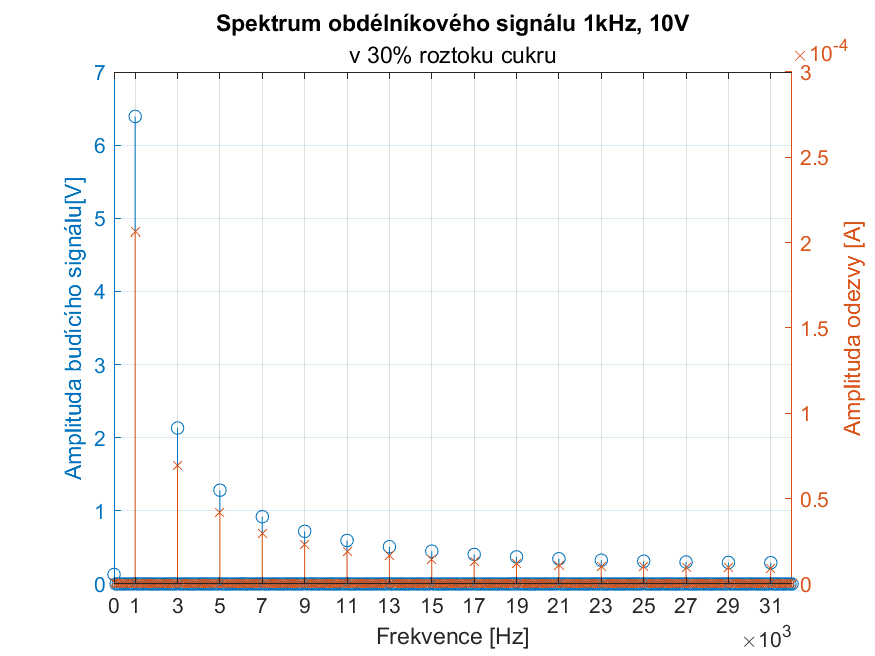 Spektrum obdélníkového signálu 1kHz, 10V
v 30% roztoku cukru
×10⁻⁴
Amplituda budícího signálu[V]
7
6
5
4
3
2
1
0
3
2.5
2
1.5
1
0.5
0
Amplituda odezvy [A]
0 1 3 5 7 9 11 13 15 17 19 21 23 25 27 29 31
Frekvence [Hz]
×10³